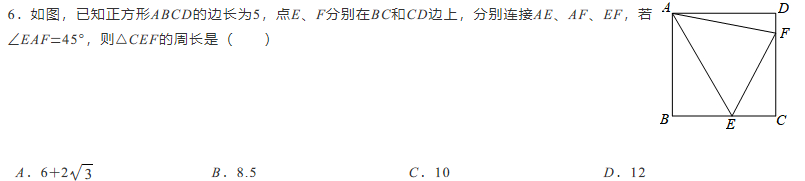 6．如图，已知正方形ABCD的边长为5，点E、F分别在BC和CD边上，分别连接AE、AF、EF，若
∠EAF=45°，则△CEF的周长是（　　）
A
D
F
B
E
C
A．6+2√3
B．8.5
C．10
D．12